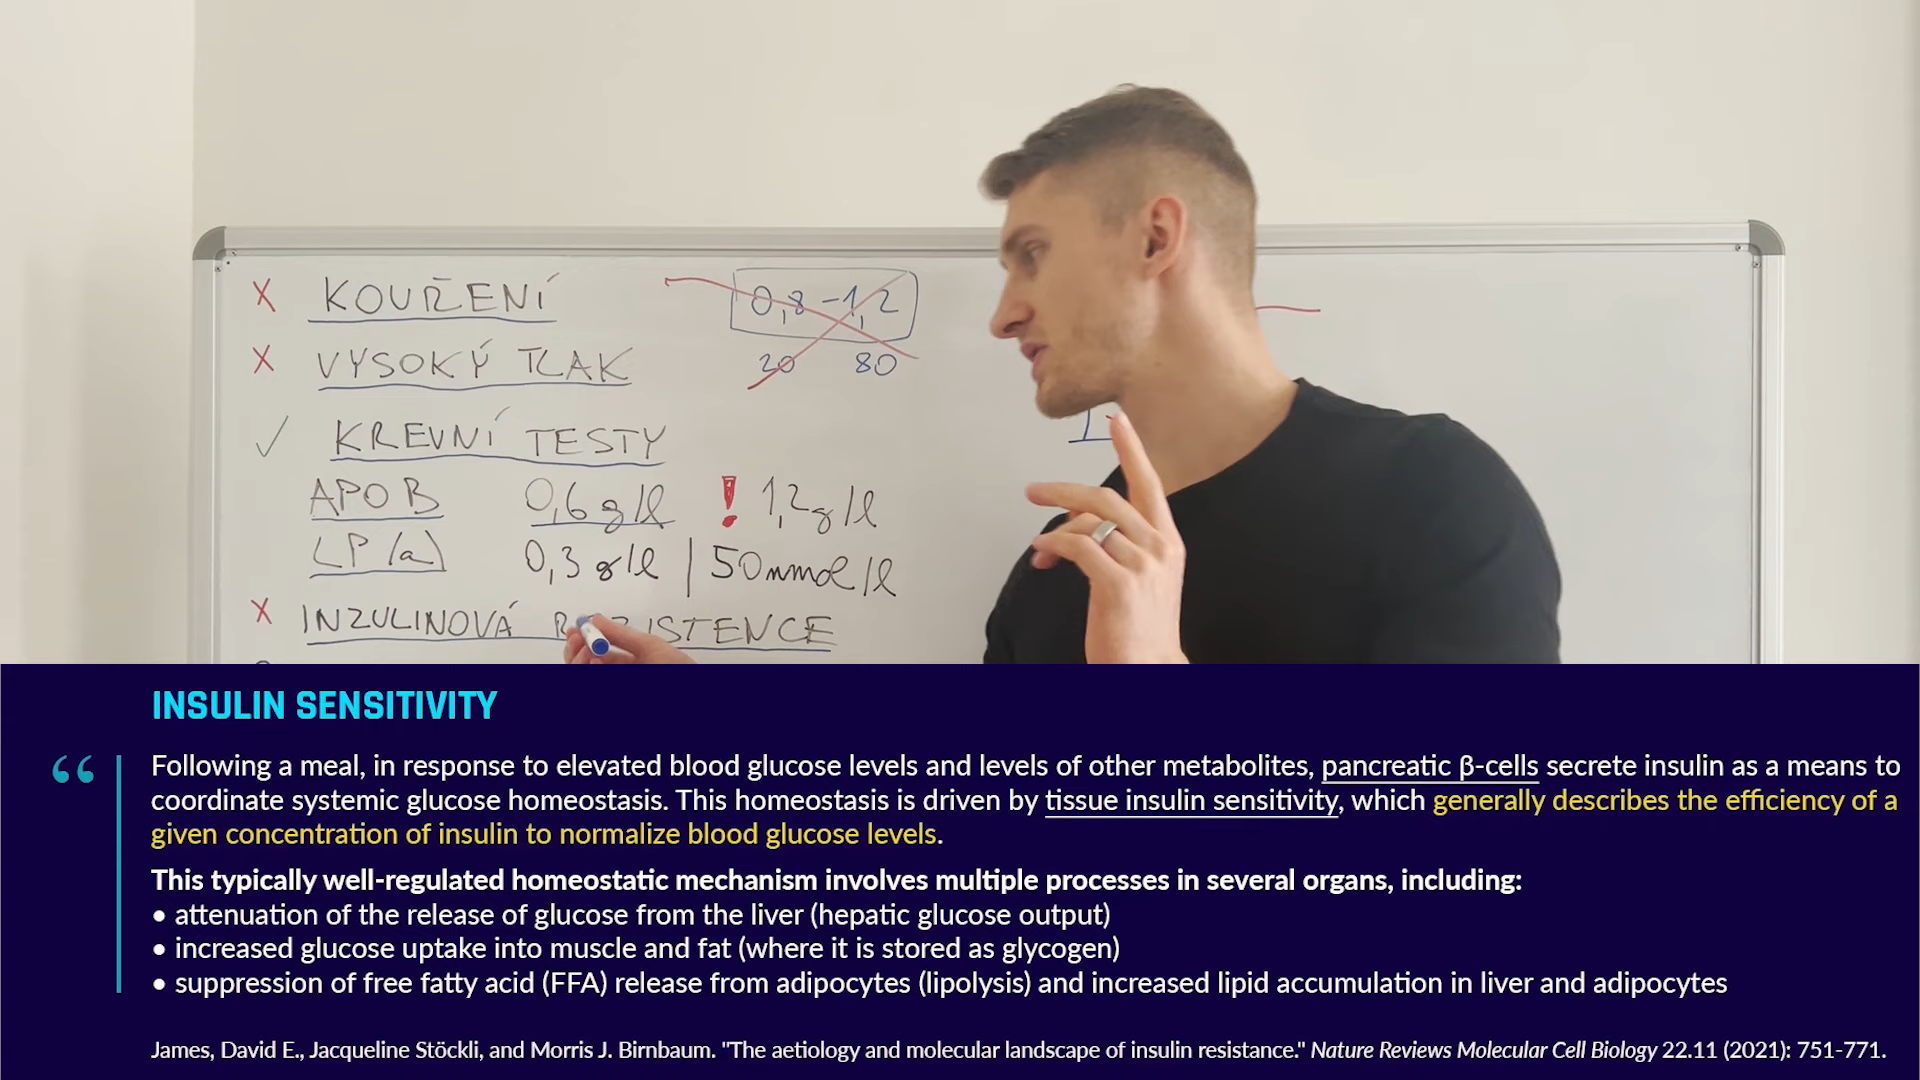 X KOUŘENÍ
0,8-1,2
X VYSOKÝ TLAK
20 80
✓ KREVNÍ TESTY
APO B 0,6 g/l ! 1,2 g/l
LP(a) 0,3 g/l | 50 nmol/l
X INZULINOVÁ
INSULIN SENSITIVITY
“ Following a meal, in response to elevated blood glucose levels and levels of other metabolites, pancreatic β-cells secrete insulin as a means to
coordinate systemic glucose homeostasis. This homeostasis is driven by tissue insulin sensitivity, which generally describes the efficiency of a
given concentration of insulin to normalize blood glucose levels.
This typically well-regulated homeostatic mechanism involves multiple processes in several organs, including:
• attenuation of the release of glucose from the liver (hepatic glucose output)
• increased glucose uptake into muscle and fat (where it is stored as glycogen)
• suppression of free fatty acid (FFA) release from adipocytes (lipolysis) and increased lipid accumulation in liver and adipocytes
James, David E., Jacqueline Stöckli, and Morris J. Birnbaum. "The aetiology and molecular landscape of insulin resistance." Nature Reviews Molecular Cell Biology 22.11 (2021): 751-771.